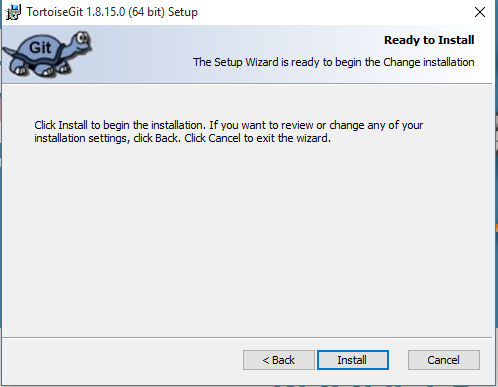 TortoiseGit 1.8.15.0 (64 bit) Setup
Git
Ready to Install
The Setup Wizard is ready to begin the Change installation
Click Install to begin the installation. If you want to review or change any of your
installation settings, click Back. Click Cancel to exit the wizard.
< Back Install Cancel